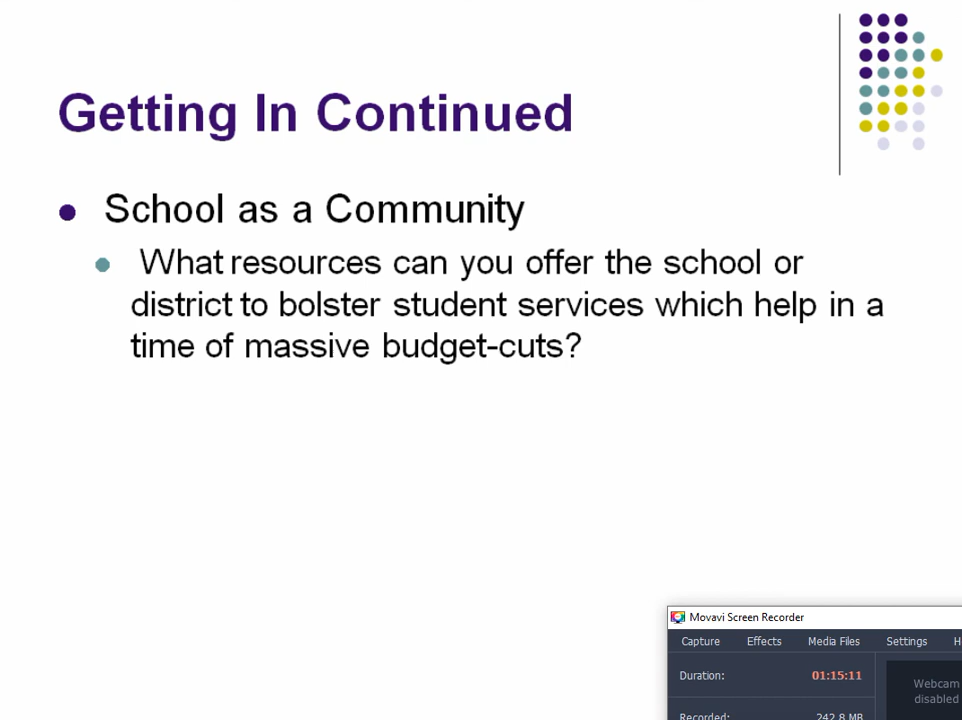 Getting In Continued
School as a Community
What resources can you offer the school or
district to bolster student services which help in a
time of massive budget-cuts?
Movavi Screen Recorder
Capture Effects Media Files Settings H
Duration: 01:15:11
Webcam
disabled
Recorded: 242.8 MB